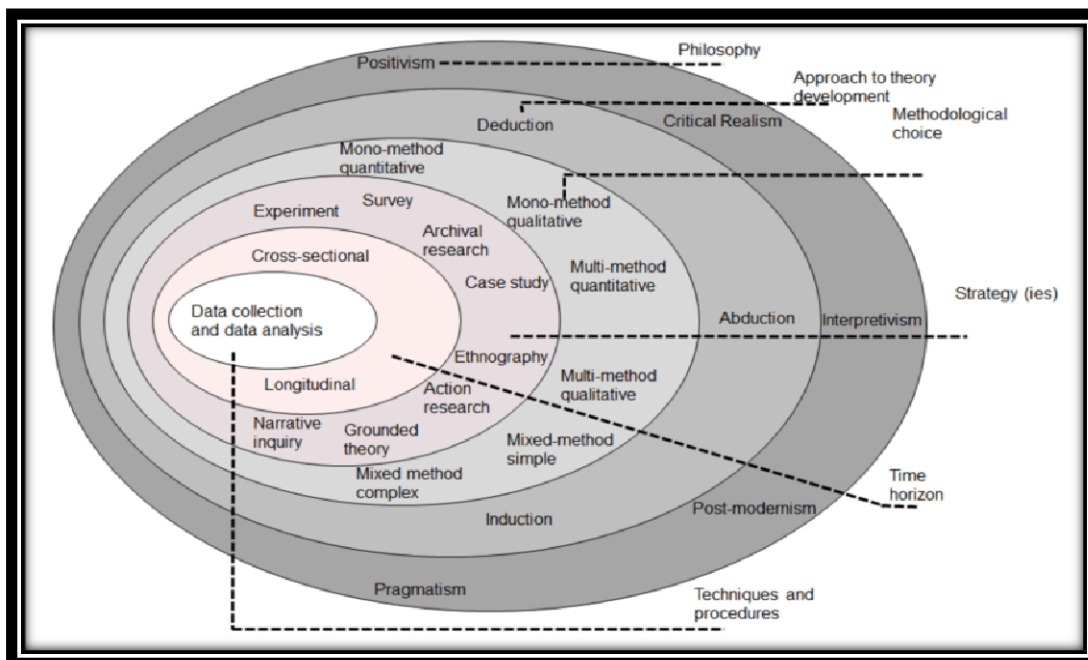 Philosophy
Positivism
Approach to theory
development
Methodological
choice
Critical Realism
Deduction
Mono-method
quantitative
Mono-method
qualitative
Survey
Experiment
Archival
research
Cross-sectional
Case study
Multi-method
quantitative
Strategy (ies)
Data collection
and data analysis
Abduction
Interpretivism
Ethnography
Multi-method
qualitative
Longitudinal
Action
research
Narrative
inquiry
Grounded
theory
Mixed-method
simple
Mixed method
complex
Time
horizon
Post-modernism
Induction
Pragmatism
Techniques and
procedures